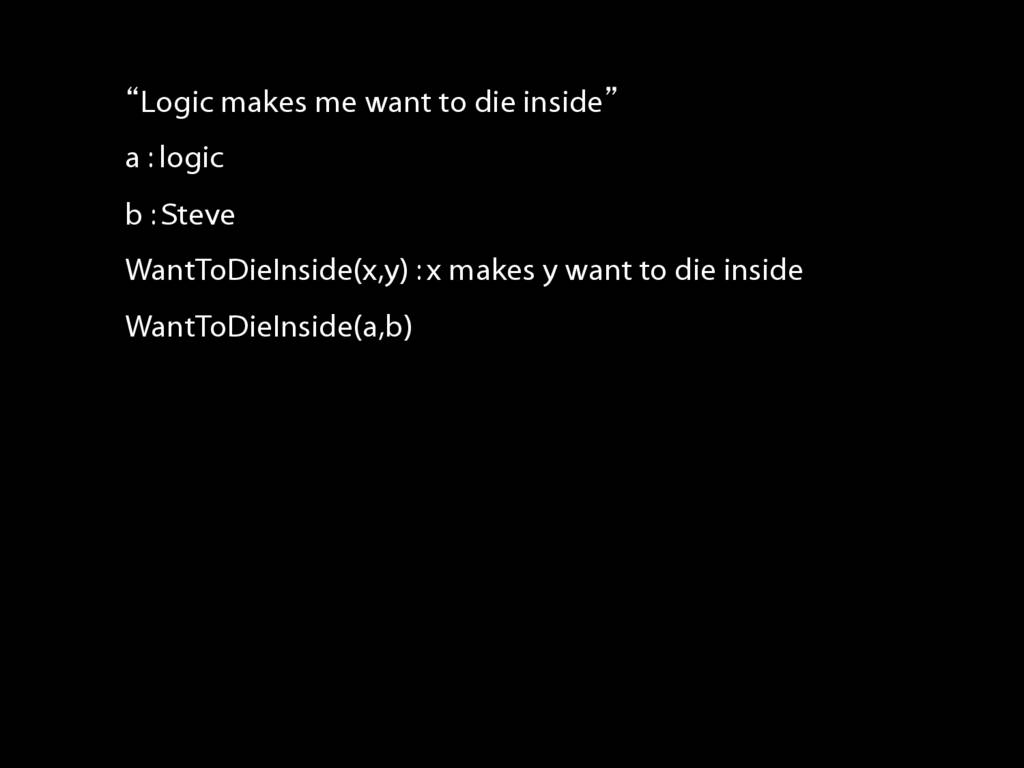 “Logic makes me want to die inside”
a : logic
b : Steve
WantToDieInside(x,y) : x makes y want to die inside
WantToDieInside(a,b)